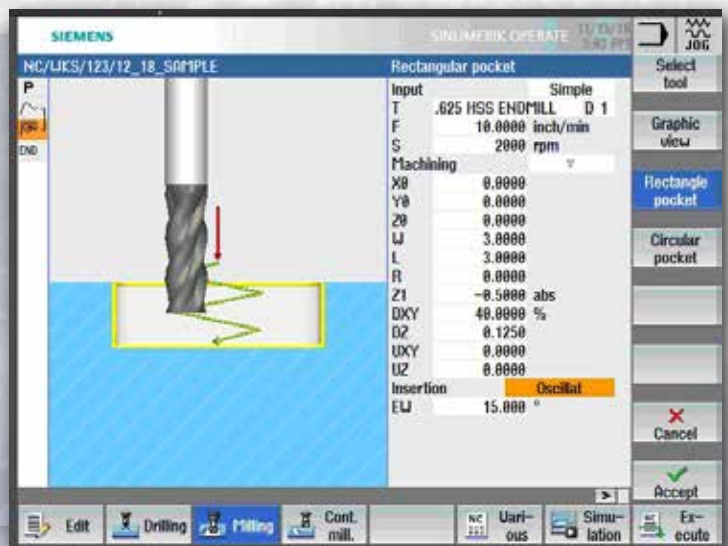 SIEMENS
SINUMERIK OPERATE
JOG
NC/WKS/123/12_18_SAMPLE
Rectangular pocket
Select
tool
P
END
Input Simple
T .625 HSS ENDMILL D 1
F 10.0000 inch/min
S 2000 rpm
Machining ▽
X0 0.0000
Y0 0.0000
Z0 0.0000
W 3.0000
L 3.0000
R 0.0000
Z1 -0.5000 abs
DXY 40.0000 %
DZ 0.1250
UXY 0.0000
UZ 0.0000
Insertion Oscillat
EW 15.000 °
Graphic
view
Rectangle
pocket
Circular
pocket
Cancel
Accept
Edit
Drilling
Milling
Cont.
mill.
NC
Vari-
ous
Simu-
lation
Ex-
ecute